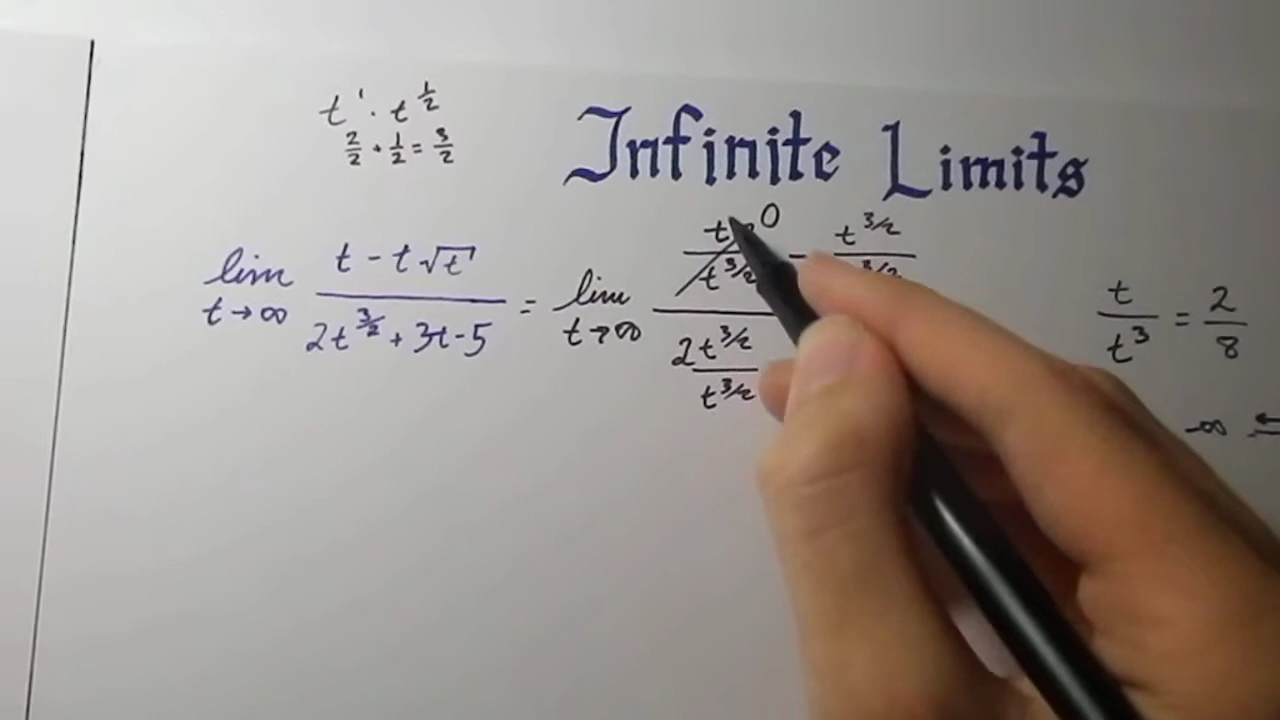 t¹ · t^½
2/2 + 1/2 = 3/2
Infinite Limits
lim t→∞ (t - t√t)/(2t^3/2 + 3t - 5) = lim t→∞
t 0
t^3/2
- t^3/2
2t^3/2
t^3/2
t/t³ = 2/8
-∞ ←